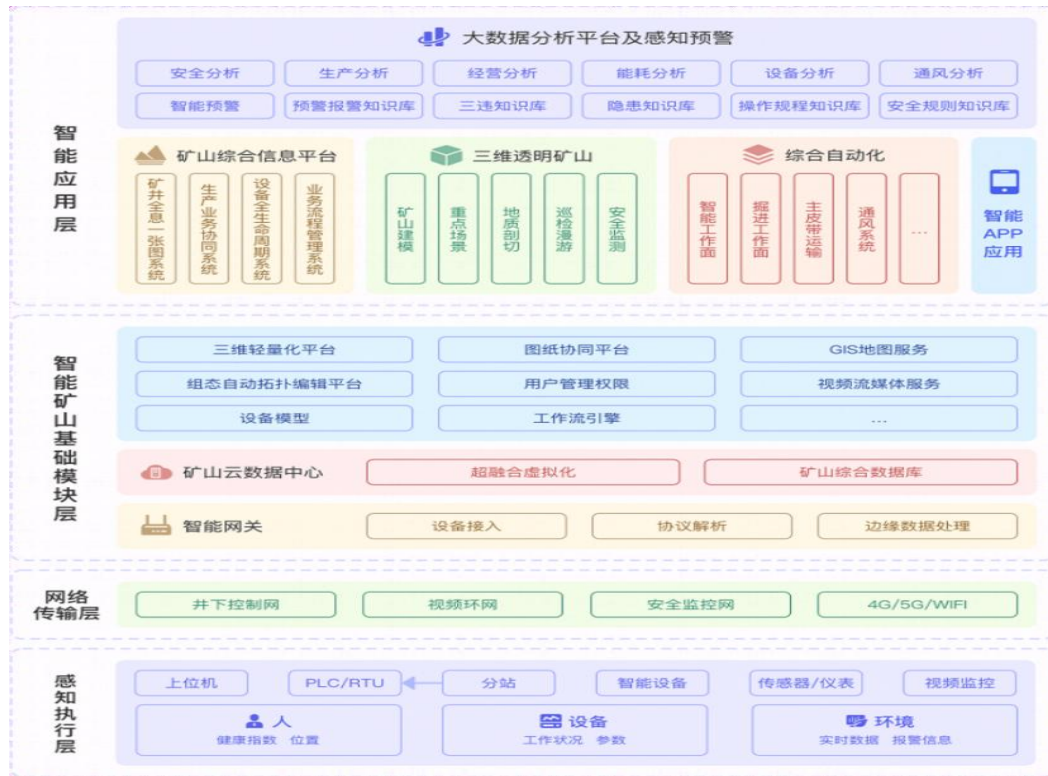 智能应用层
大数据分析平台及感知预警
安全分析 生产分析 经营分析 能耗分析 设备分析 通风分析
智能预警 预警报警知识库 三违知识库 隐患知识库 操作规程知识库 安全规则知识库
矿山综合信息平台
矿井全息一张图系统
生产业务协同系统
设备全生命周期系统
业务流程管理系统
三维透明矿山
矿山建模
重点场景
地质剖切
巡检漫游
安全监测
综合自动化
智能工作面
掘进工作面
主皮带运输
通风系统
...
智能
APP
应用
智能矿山基础模块层
三维轻量化平台 图纸协同平台 GIS地图服务
组态自动拓扑编辑平台 用户管理权限 视频流媒体服务
设备模型 工作流引擎 ...
矿山云数据中心 超融合虚拟化 矿山综合数据库
智能网关 设备接入 协议解析 边缘数据处理
网络
传输层
井下控制网 视频环网 安全监控网 4G/5G/WIFI
感知执行层
上位机 PLC/RTU 分站 智能设备 传感器/仪表 视频监控
人 设备 环境
健康指数 位置 工作状况 参数 实时数据 报警信息